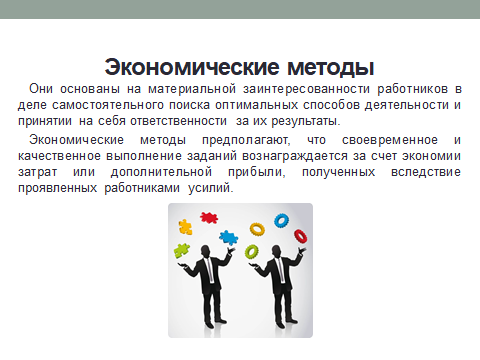 Экономические методы
Они основаны на материальной заинтересованности работников в
деле самостоятельного поиска оптимальных способов деятельности и
принятии на себя ответственности за их результаты.
Экономические методы предполагают, что своевременное и
качественное выполнение заданий вознаграждается за счет экономии
затрат или дополнительной прибыли, полученных вследствие
проявленных работниками усилий.